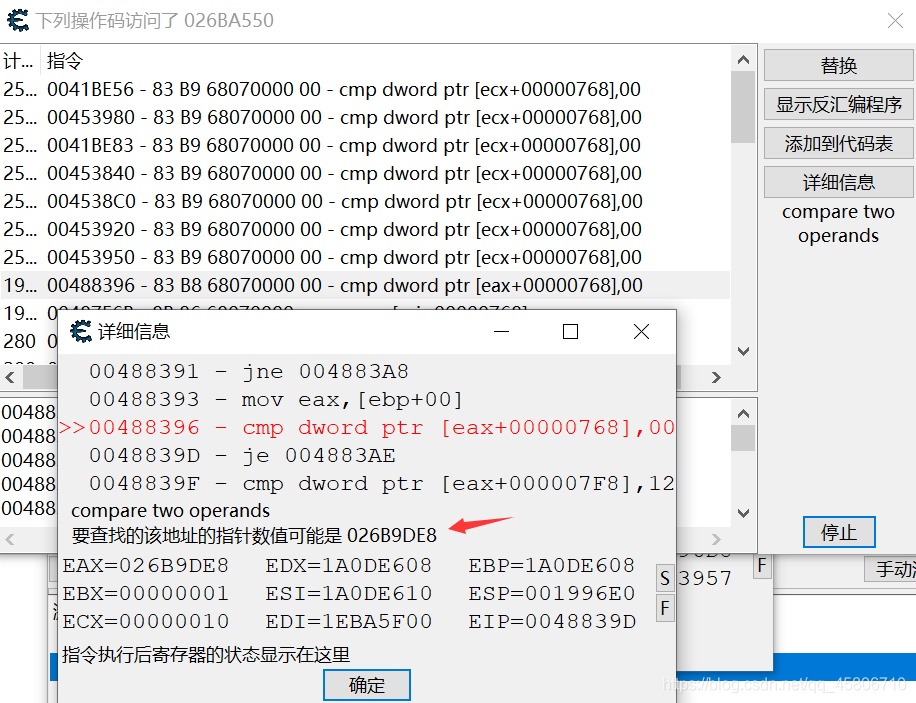 下列操作码访问了 026BA550
计... 指令
25... 0041BE56 - 83 B9 68070000 00 - cmp dword ptr [ecx+00000768],00
25... 00453980 - 83 B9 68070000 00 - cmp dword ptr [ecx+00000768],00
25... 0041BE83 - 83 B9 68070000 00 - cmp dword ptr [ecx+00000768],00
25... 00453840 - 83 B9 68070000 00 - cmp dword ptr [ecx+00000768],00
25... 004538C0 - 83 B9 68070000 00 - cmp dword ptr [ecx+00000768],00
25... 00453920 - 83 B9 68070000 00 - cmp dword ptr [ecx+00000768],00
25... 00453950 - 83 B9 68070000 00 - cmp dword ptr [ecx+00000768],00
19... 00488396 - 83 B8 68070000 00 - cmp dword ptr [eax+00000768],00
19...
280
替换
显示反汇编程序
添加到代码表
详细信息
compare two
operands
停止
00488
00488
00488
00488
00488
详细信息
00488391 - jne 004883A8
00488393 - mov eax,[ebp+00]
>>00488396 - cmp dword ptr [eax+00000768],00
0048839D - je 004883AE
0048839F - cmp dword ptr [eax+000007F8],12
compare two operands
要查找的该地址的指针数值可能是 026B9DE8
EAX=026B9DE8 EDX=1A0DE608 EBP=1A0DE608
EBX=00000001 ESI=1A0DE610 ESP=001996E0
ECX=00000010 EDI=1EBA5F00 EIP=0048839D
S
F
指令执行后寄存器的状态显示在这里
确定
3957
F
手动
https://blog.csdn.net/qq_45806710